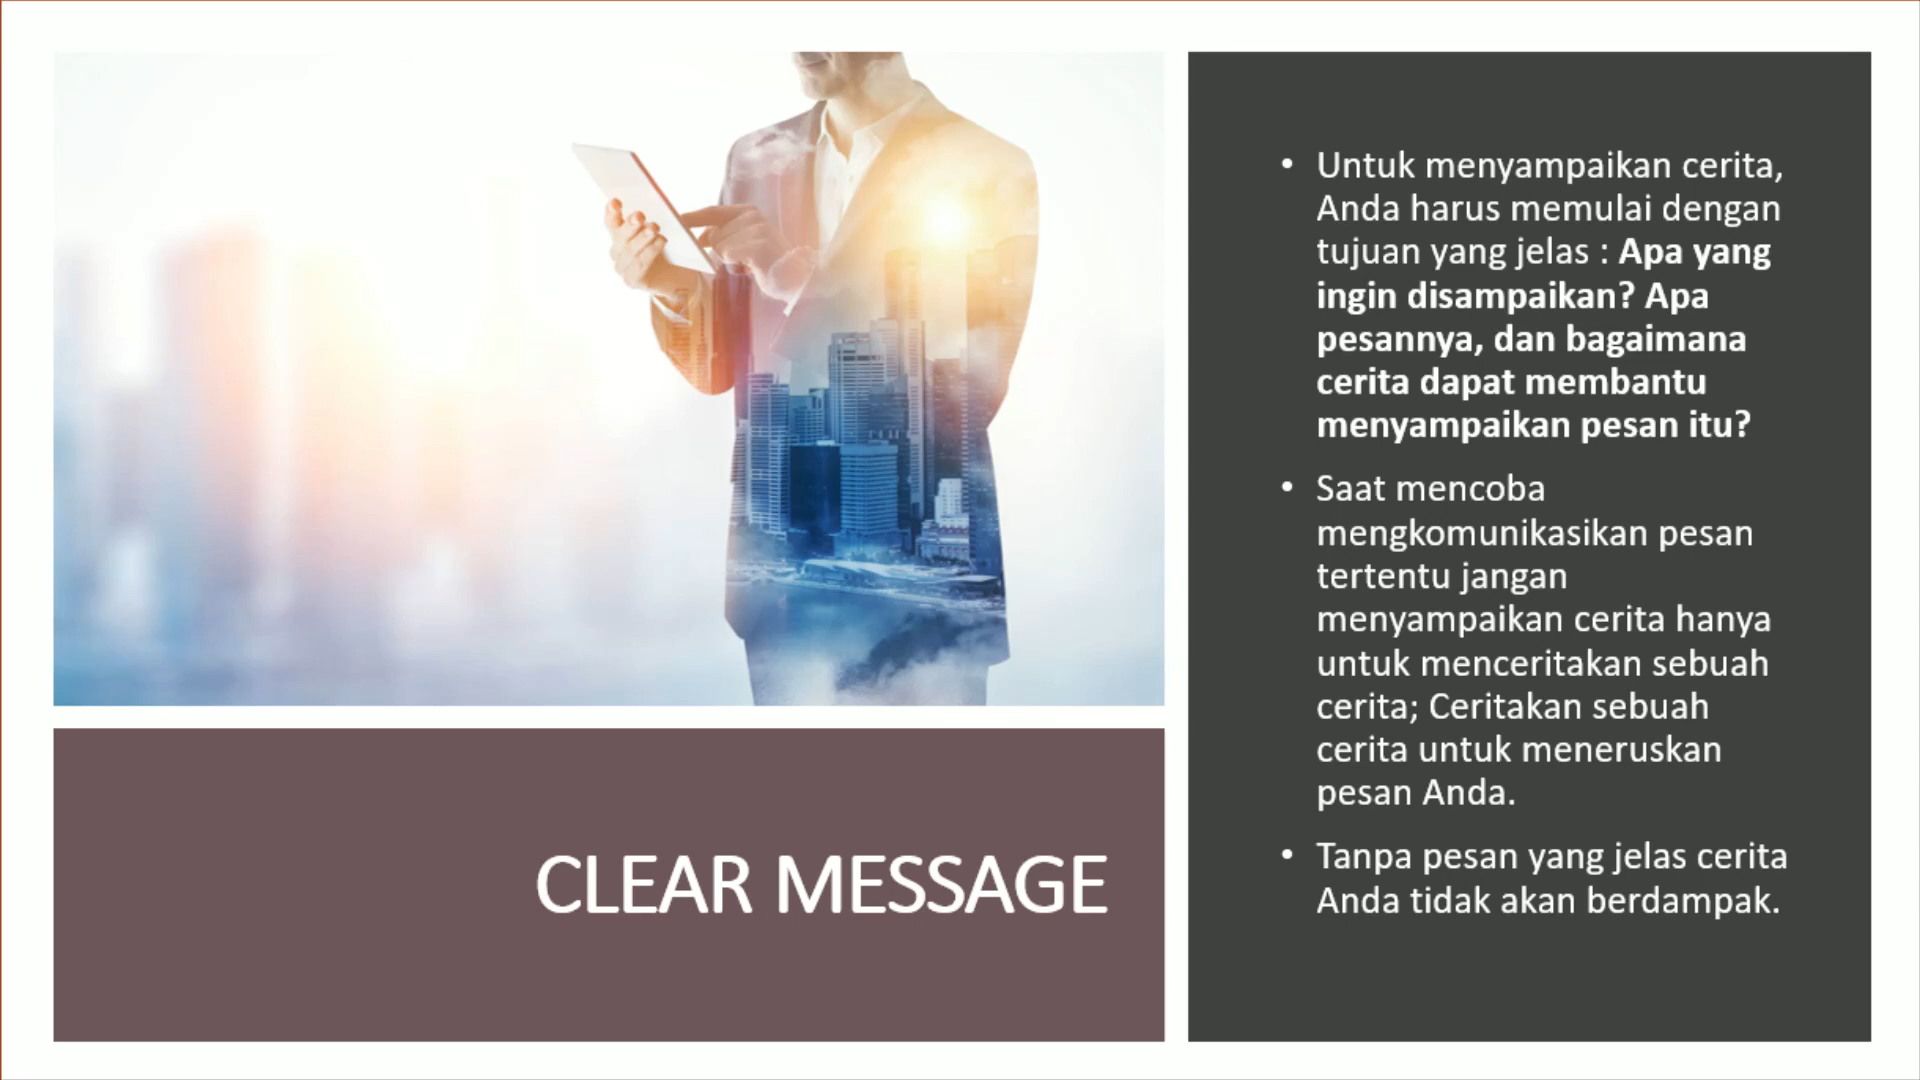 CLEAR MESSAGE
• Untuk menyampaikan cerita,
Anda harus memulai dengan
tujuan yang jelas : Apa yang
ingin disampaikan? Apa
pesannya, dan bagaimana
cerita dapat membantu
menyampaikan pesan itu?
• Saat mencoba
mengkomunikasikan pesan
tertentu jangan
menyampaikan cerita hanya
untuk menceritakan sebuah
cerita; Ceritakan sebuah
cerita untuk meneruskan
pesan Anda.
• Tanpa pesan yang jelas cerita
Anda tidak akan berdampak.